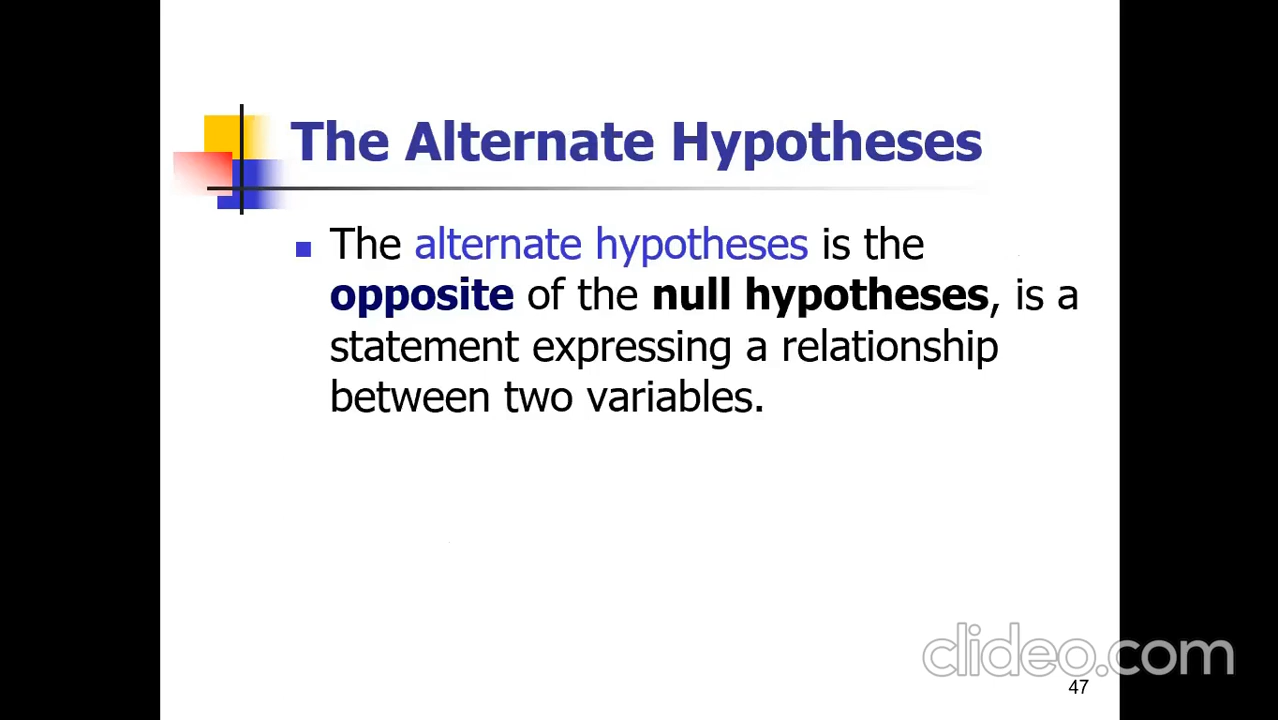 The Alternate Hypotheses
The alternate hypotheses is the
opposite of the null hypotheses, is a
statement expressing a relationship
between two variables.
clideo.com
47